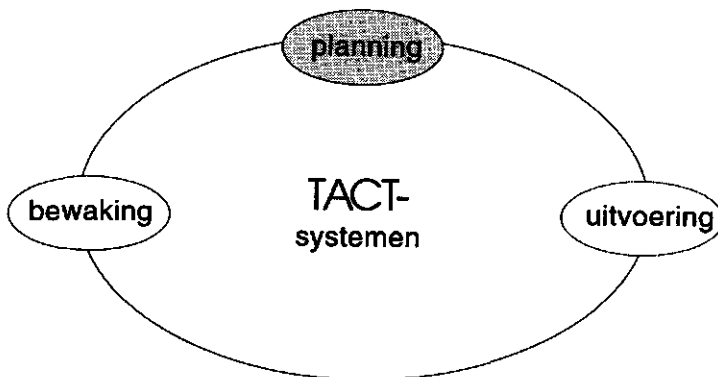 planning
TACT-
systemen
bewaking
uitvoering